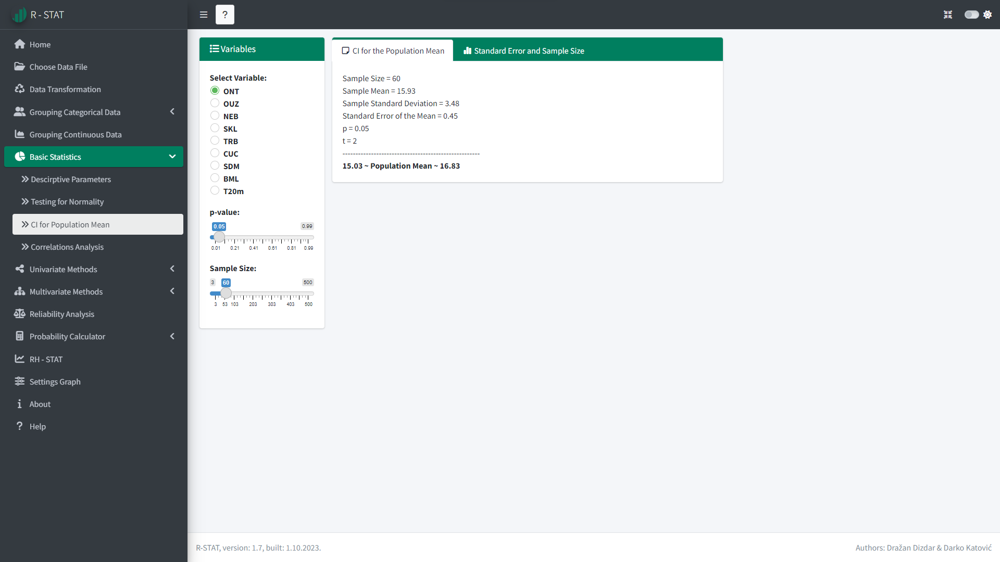 R - STAT
?
Home
Choose Data File
Data Transformation
Grouping Categorical Data
Grouping Continuous Data
Basic Statistics
Descirptive Parameters
Testing for Normality
CI for Population Mean
Correlations Analysis
Univariate Methods
Multivariate Methods
Reliability Analysis
Probability Calculator
RH - STAT
Settings Graph
About
Help
Variables
Select Variable:
ONT
OUZ
NEB
SKL
TRB
CUC
SDM
BML
T20m
p-value:
0.05 0.99
0.01 0.21 0.41 0.61 0.81 0.99
Sample Size:
3 60 500
3 53 103 203 303 403 500
CI for the Population Mean
Standard Error and Sample Size
Sample Size = 60
Sample Mean = 15.93
Sample Standard Deviation = 3.48
Standard Error of the Mean = 0.45
p = 0.05
t = 2
-----------------------------------------------------
15.03 ~ Population Mean ~ 16.83
R-STAT, version: 1.7, built: 1.10.2023.
Authors: Dražan Dizdar & Darko Katović